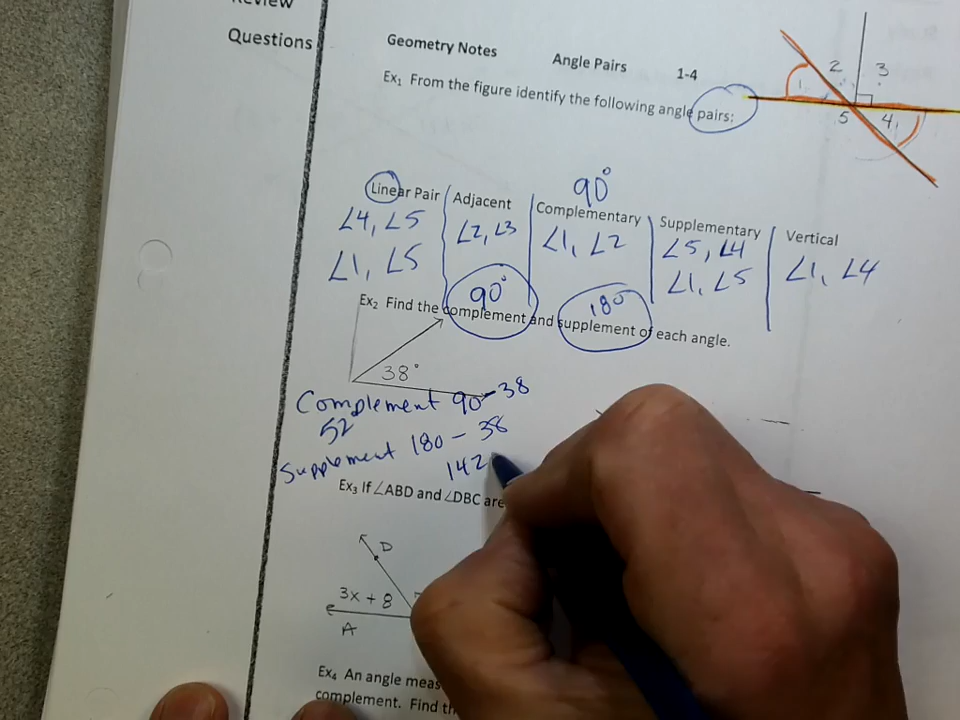 Review
Questions
Geometry Notes Angle Pairs 1-4
Ex₁ From the figure identify the following angle pairs:
1 2 3
5 4
90°
Linear Pair Adjacent Complementary Supplementary Vertical
∠4, ∠5 ∠2, ∠3 ∠1, ∠2 ∠5, ∠4 ∠1, ∠4
∠1, ∠5 ∠1, ∠5
90° 180
Ex₂ Find the complement and supplement of each angle.
38°
Complement 90-38
52
Supplement 180-38
142
Ex₃ If ∠ABD and ∠DBC are
D
3x + 8
A
Ex₄ An angle
complement. Find